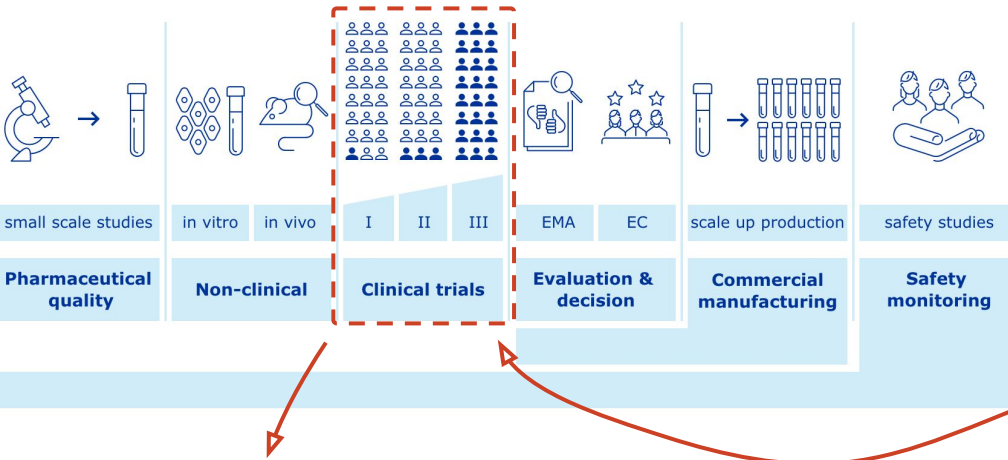 small scale studies
in vitro
in vivo
I
II
III
EMA
EC
scale up production
safety studies
Pharmaceutical
quality
Non-clinical
Clinical trials
Evaluation &
decision
Commercial
manufacturing
Safety
monitoring